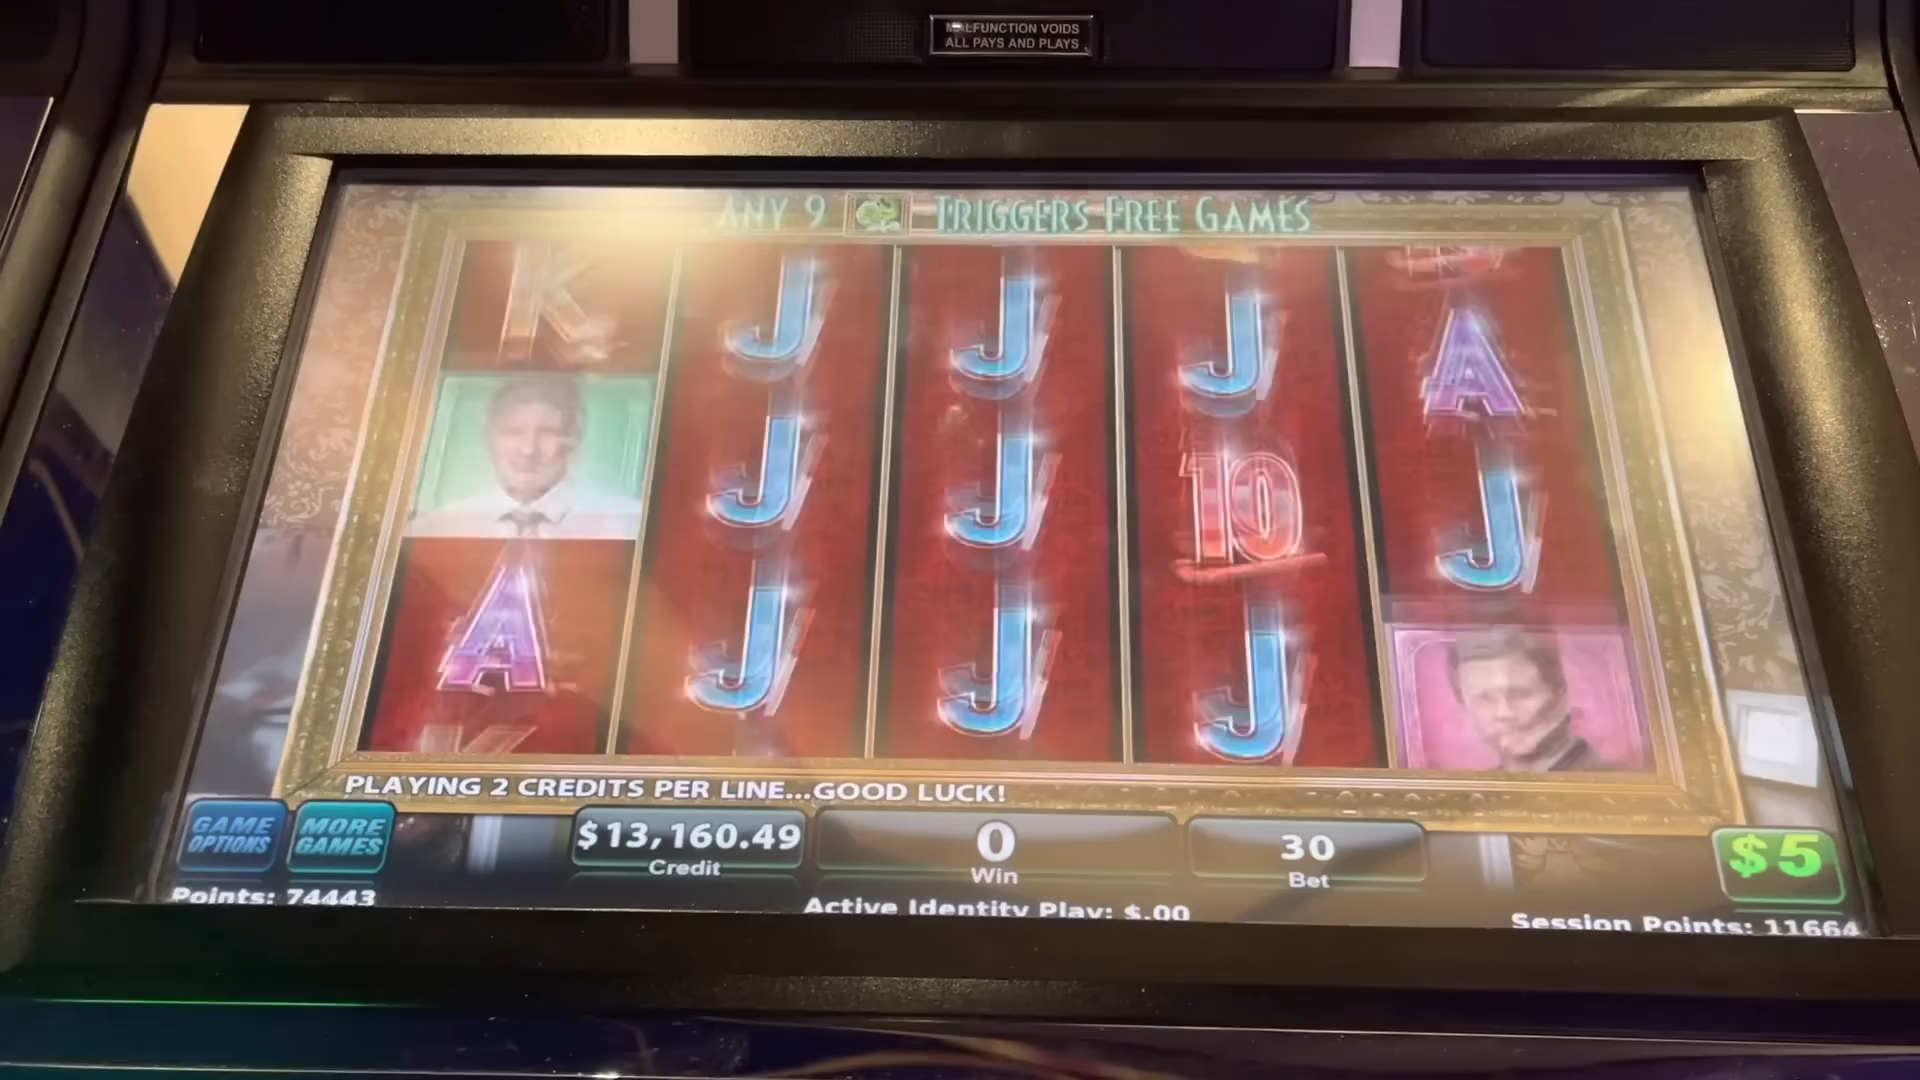 MALFUNCTION VOIDS
ALL PAYS AND PLAYS
ANY 9 TRIGGERS FREE GAMES
K J J J
A
J J 10 J
A J J J
PLAYING 2 CREDITS PER LINE...GOOD LUCK!
GAME OPTIONS
MORE GAMES
$13,160.49
Credit
0
Win
30
Bet
$5
Points: 74443
Active Identity Play: $.00
Session Points: 11664